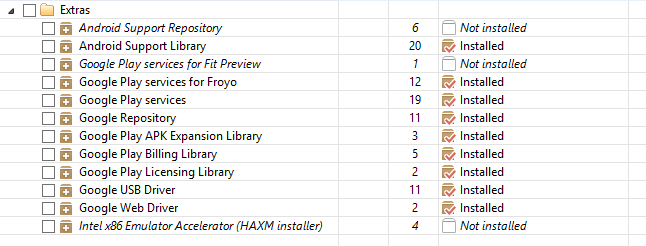 Extras
Android Support Repository 6 Not installed
Android Support Library 20 Installed
Google Play services for Fit Preview 1 Not installed
Google Play services for Froyo 12 Installed
Google Play services 19 Installed
Google Repository 11 Installed
Google Play APK Expansion Library 3 Installed
Google Play Billing Library 5 Installed
Google Play Licensing Library 2 Installed
Google USB Driver 11 Installed
Google Web Driver 2 Installed
Intel x86 Emulator Accelerator (HAXM installer) 4 Not installed